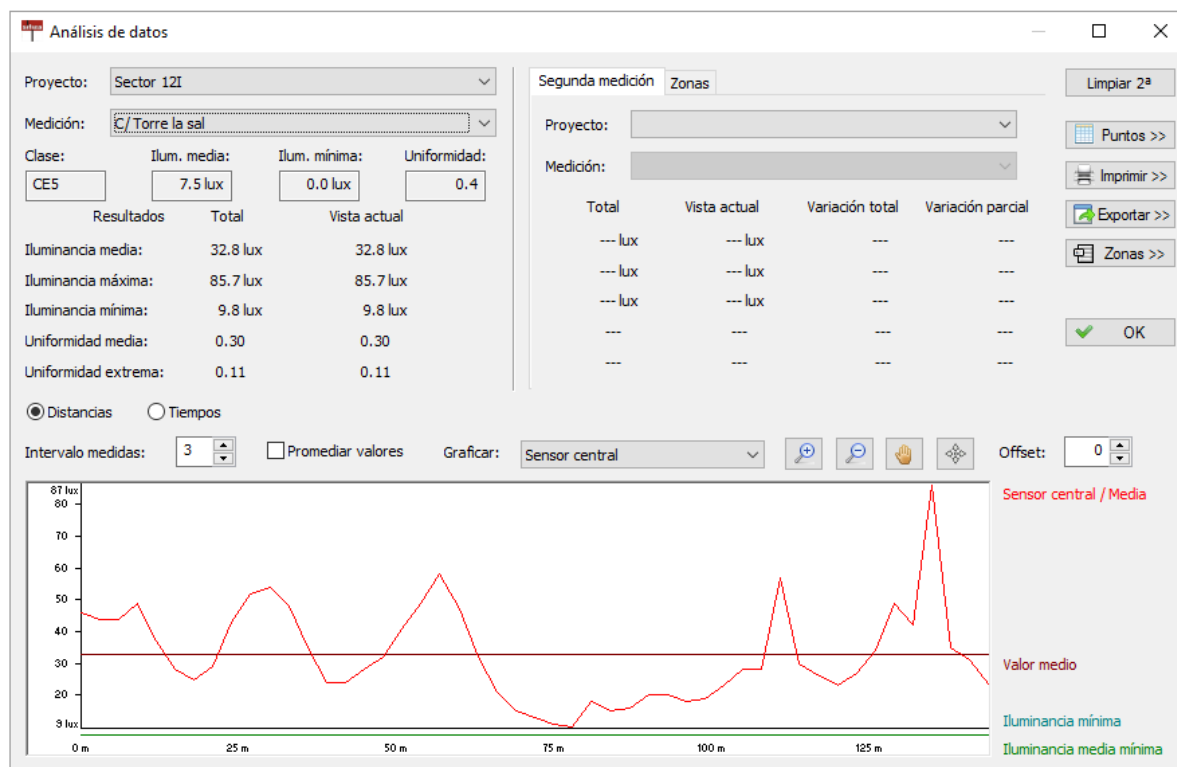 Análisis de datos
Proyecto: Sector 12I
Medición: C/ Torre la sal
Clase: Ilum. media: Ilum. mínima: Uniformidad:
CE5 7.5 lux 0.0 lux 0.4
Resultados Total Vista actual
Iluminancia media: 32.8 lux 32.8 lux
Iluminancia máxima: 85.7 lux 85.7 lux
Iluminancia mínima: 9.8 lux 9.8 lux
Uniformidad media: 0.30 0.30
Uniformidad extrema: 0.11 0.11
Segunda medición Zonas
Proyecto:
Medición:
Total Vista actual Variación total Variación parcial
--- lux --- lux --- ---
--- lux --- lux --- ---
--- lux --- lux --- ---
--- --- --- ---
--- --- --- ---
Limpiar 2ª
Puntos >>
Imprimir >>
Exportar >>
Zonas >>
OK
Distancias Tiempos
Intervalo medidas: 3 Promediar valores Graficar: Sensor central Offset: 0
87 lux
80
70
60
50
40
30
20
9 lux
0 m 25 m 50 m 75 m 100 m 125 m
Sensor central / Media
Valor medio
Iluminancia mínima
Iluminancia media mínima